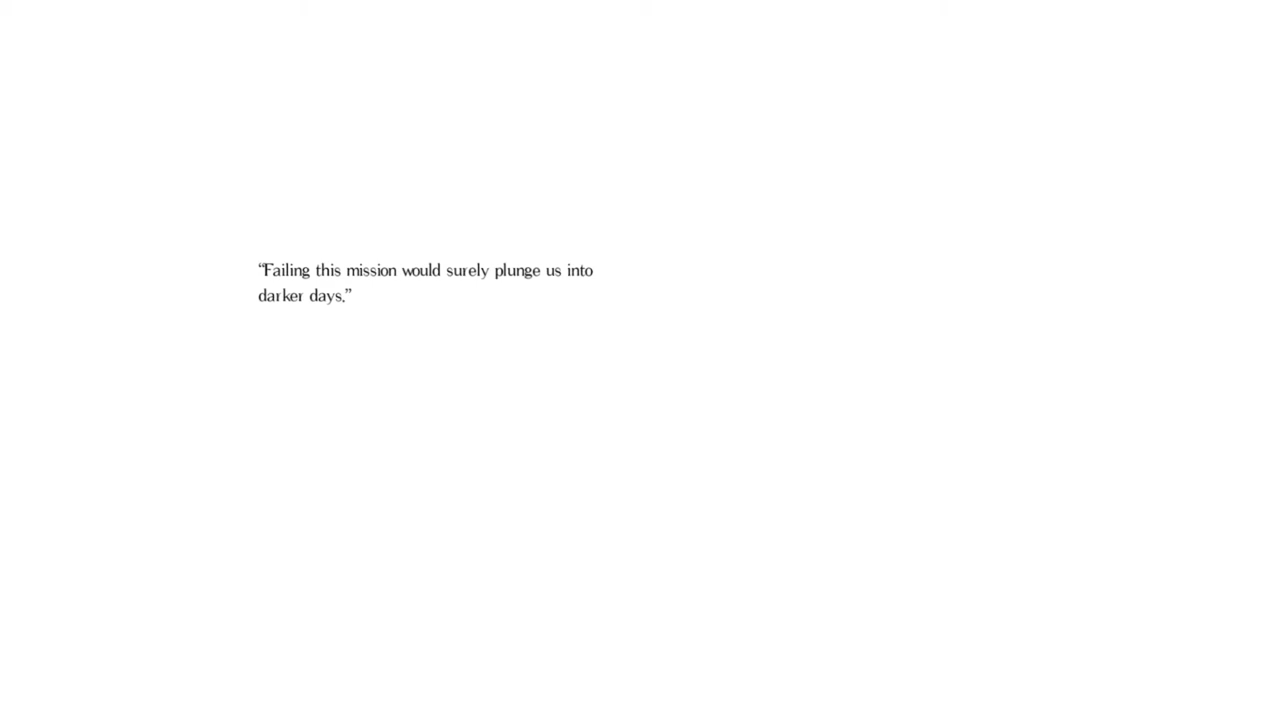 “Failing this mission would surely plunge us into
darker days.”